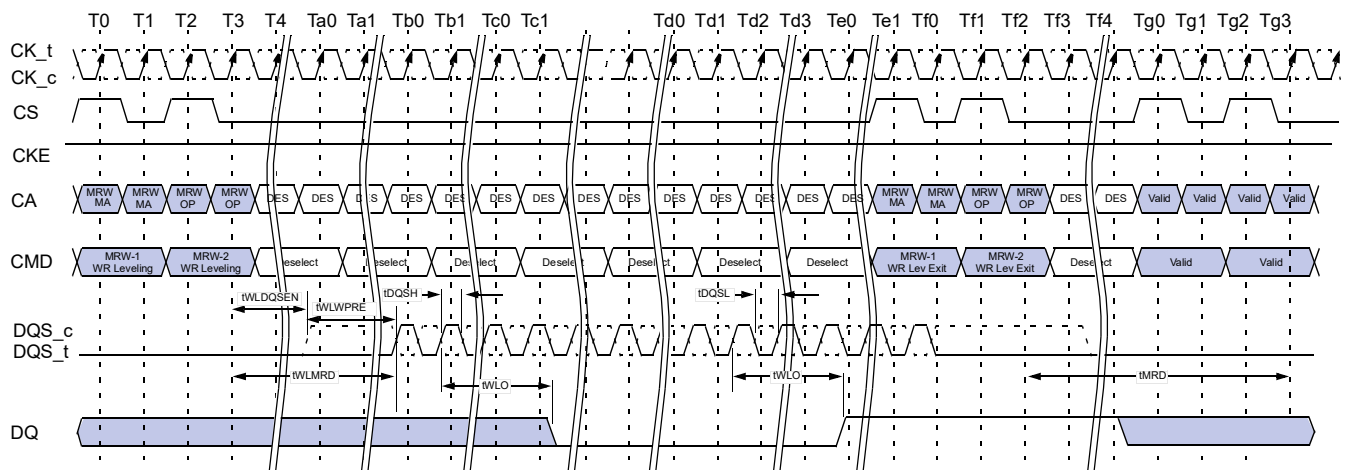 T0 T1 T2 T3 T4 Ta0 Ta1 Tb0 Tb1 Tc0 Tc1 Td0 Td1 Td2 Td3 Te0 Te1 Tf0 Tf1 Tf2 Tf3 Tf4 Tg0 Tg1 Tg2 Tg3
CK_t
CK_c
CS
CKE
CA
MRW MRW MRW MRW DES DES DES DES DES DES DES DES DES DES DES DES DES DES MRW MRW MRW MRW DES DES Valid Valid Valid Valid
MA MA OP OP MA MA OP OP
CMD
MRW-1 MRW-2 Deselect Deselect Deselect Deselect Deselect Deselect Deselect MRW-1 MRW-2 Deselect Valid Valid
WR Leveling WR Leveling WR Lev Exit WR Lev Exit
tWLDQSEN tWLWPRE tDQSH tDQSL
DQS_c
DQS_t
tWLMRD tWLO tWLO tMRD
DQ